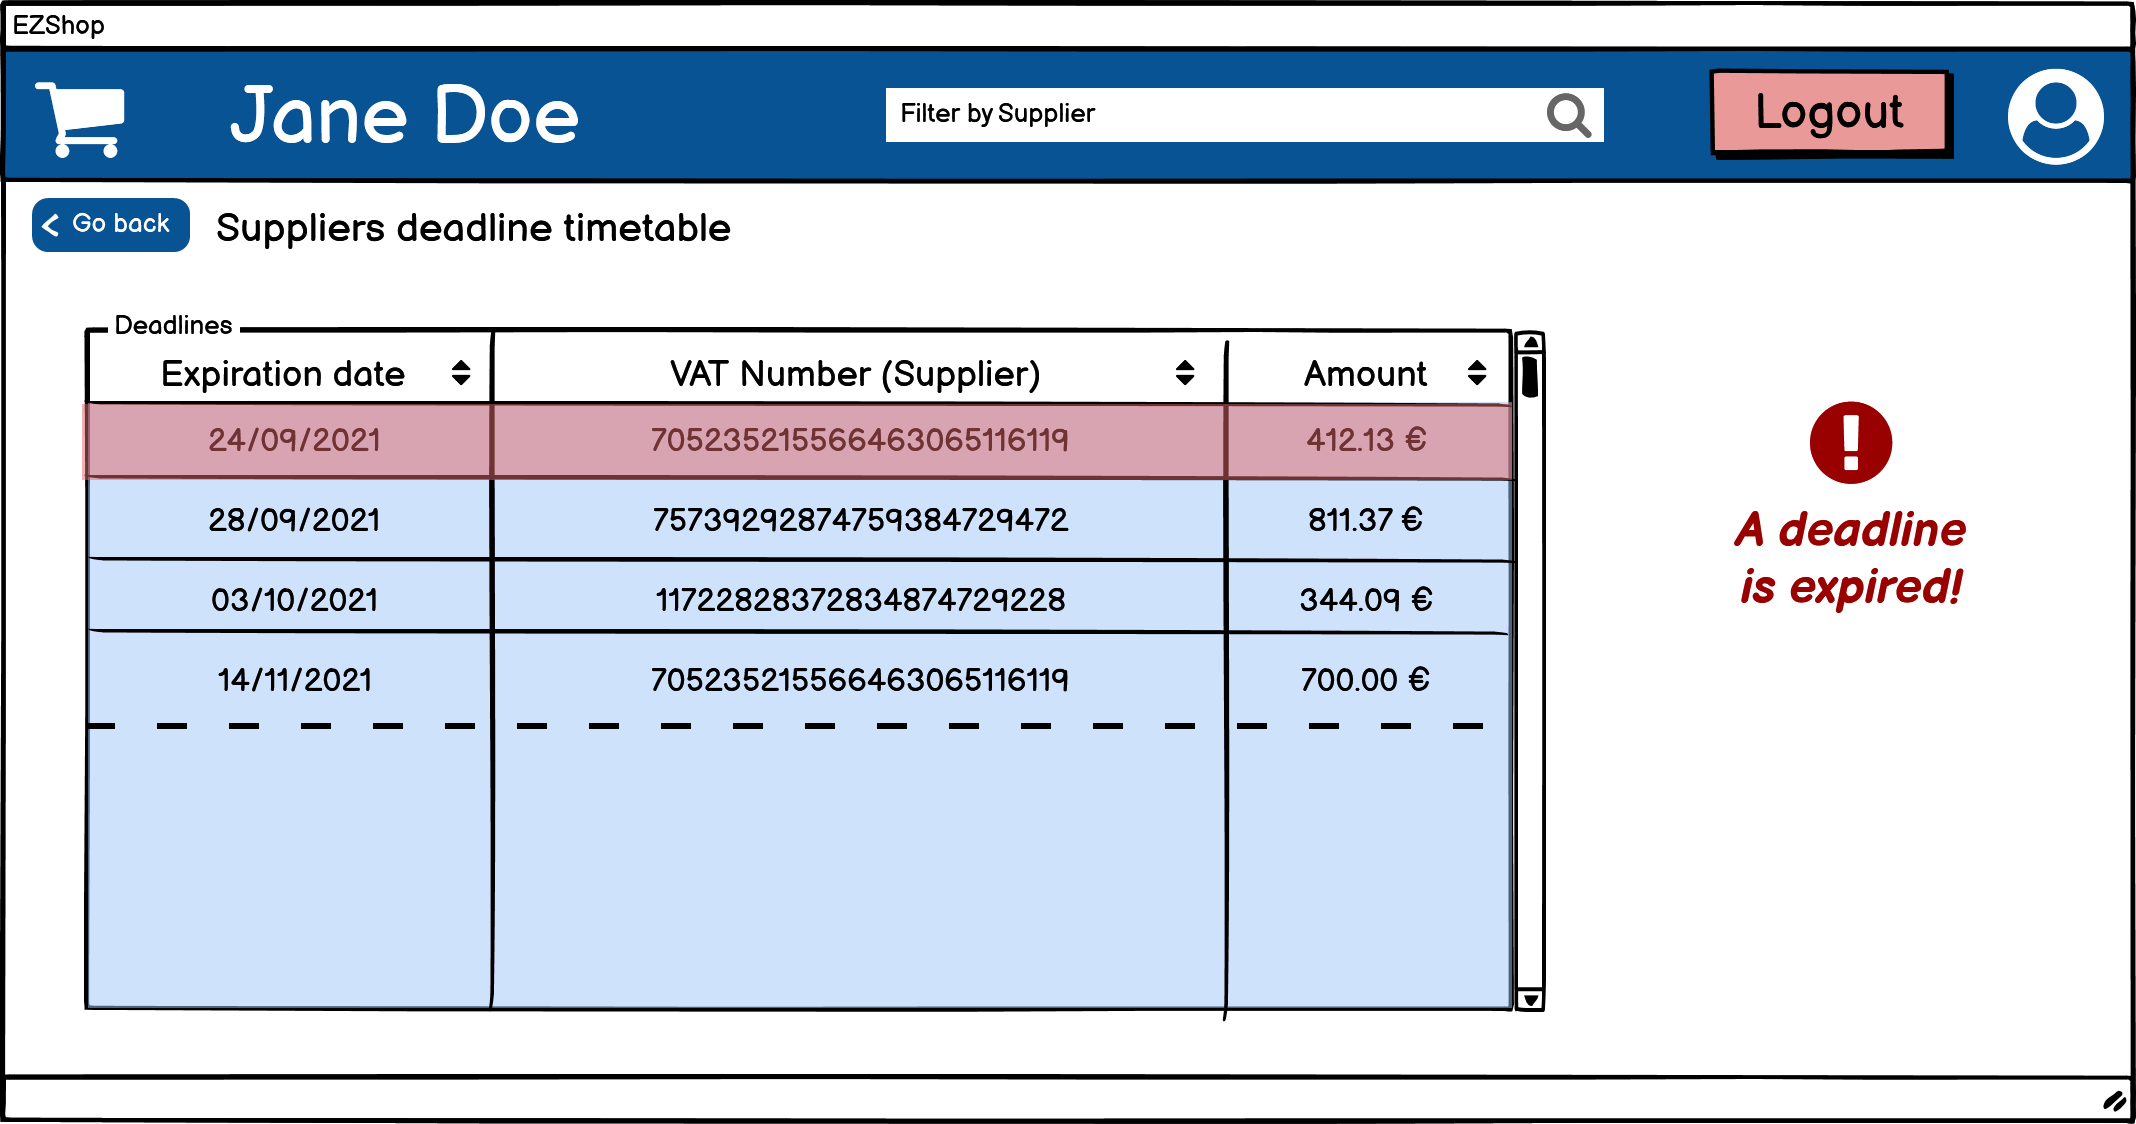 EZShop
Jane Doe
Filter by Supplier
Logout
Go back
Suppliers deadline timetable
Deadlines
Expiration date VAT Number (Supplier) Amount
24/09/2021 705235215566463065116119 412.13 €
28/09/2021 75739292874759384729472 811.37 €
03/10/2021 11722828372834874729228 344.09 €
14/11/2021 705235215566463065116119 700.00 €
A deadline
is expired!